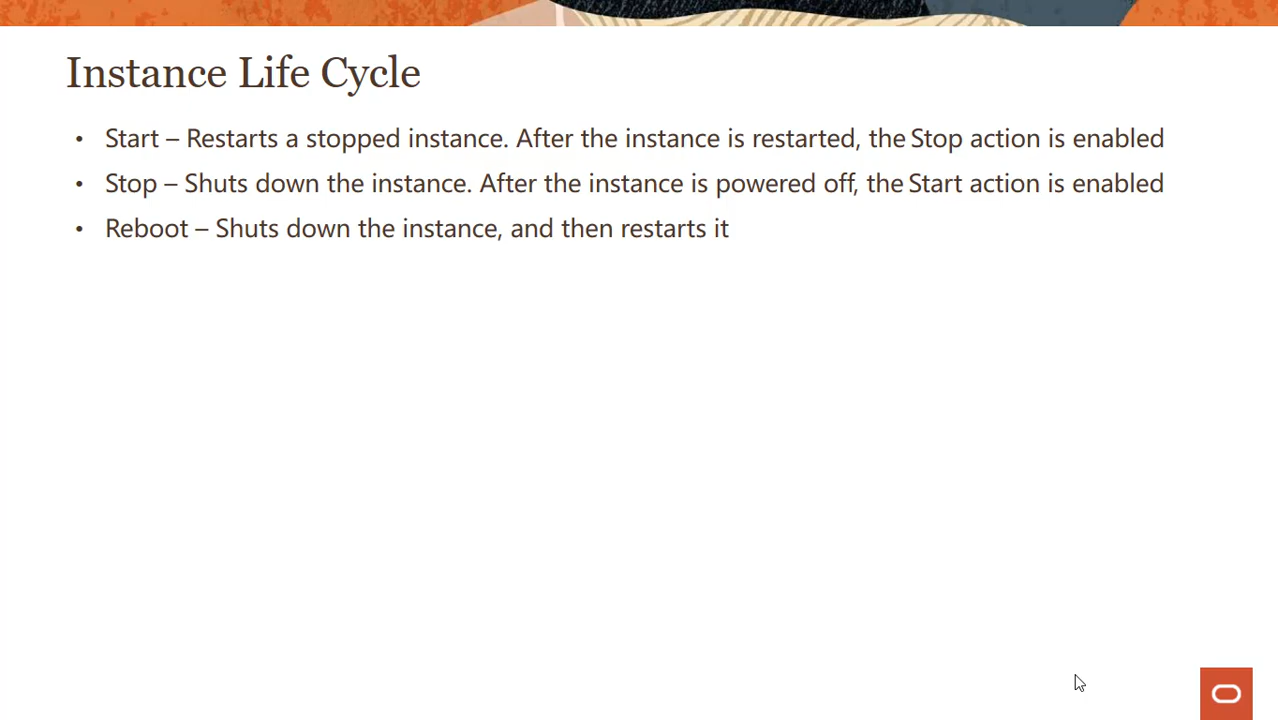 Instance Life Cycle
• Start – Restarts a stopped instance. After the instance is restarted, the Stop action is enabled
• Stop – Shuts down the instance. After the instance is powered off, the Start action is enabled
• Reboot – Shuts down the instance, and then restarts it